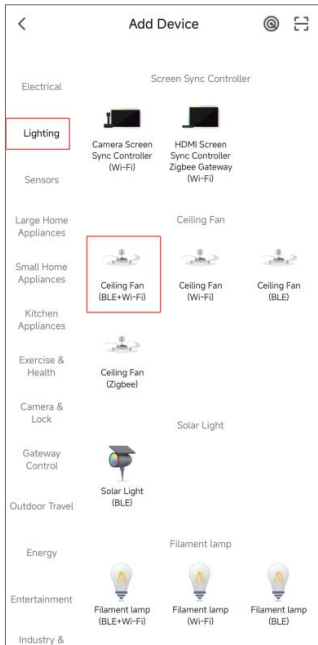 Add Device
Electrical
Lighting
Sensors
Large Home
Appliances
Small Home
Appliances
Kitchen
Appliances
Exercise &
Health
Camera &
Lock
Gateway
Control
Outdoor Travel
Energy
Entertainment
Industry &
Screen Sync Controller
Camera Screen
Sync Controller
(Wi-Fi)
HDMI Screen
Sync Controller
Zigbee Gateway
(Wi-Fi)
Ceiling Fan
Ceiling Fan
(BLE+Wi-Fi)
Ceiling Fan
(Wi-Fi)
Ceiling Fan
(BLE)
Ceiling Fan
(Zigbee)
Solar Light
Solar Light
(BLE)
Filament lamp
Filament lamp
(BLE+Wi-Fi)
Filament lamp
(Wi-Fi)
Filament lamp
(BLE)